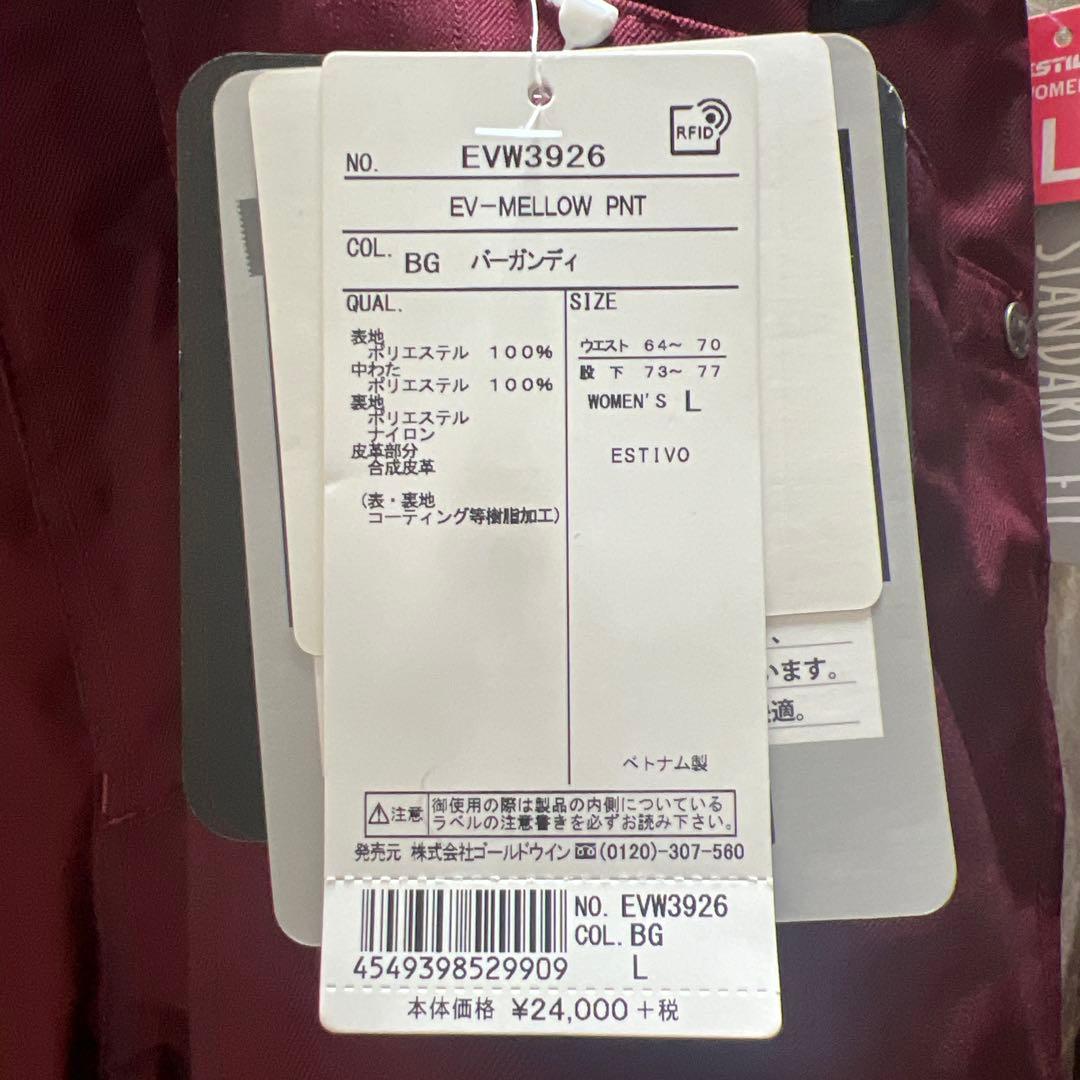 RFID
NO. EVW3926
EV-MELLOW PNT
COL. BG バーガンディ
QUAL.
表地
ポリエステル 100%
中わた
ポリエステル 100%
裏地
ポリエステル
ナイロン
皮革部分
合成皮革
(表・裏地
コーティング等樹脂加工)
SIZE
ウエスト 64〜 70
股 下 73〜 77
WOMEN'S L
ESTIVO
ベトナム製
注意
御使用の際は製品の内側についている
ラベルの注意書きを必ずお読み下さい。
発売元 株式会社ゴールドウイン (0120)-307-560
4549398529909
NO. EVW3926
COL. BG
L
本体価格 ¥24,000+税
、
います。
適。
L
STANDARD FIT